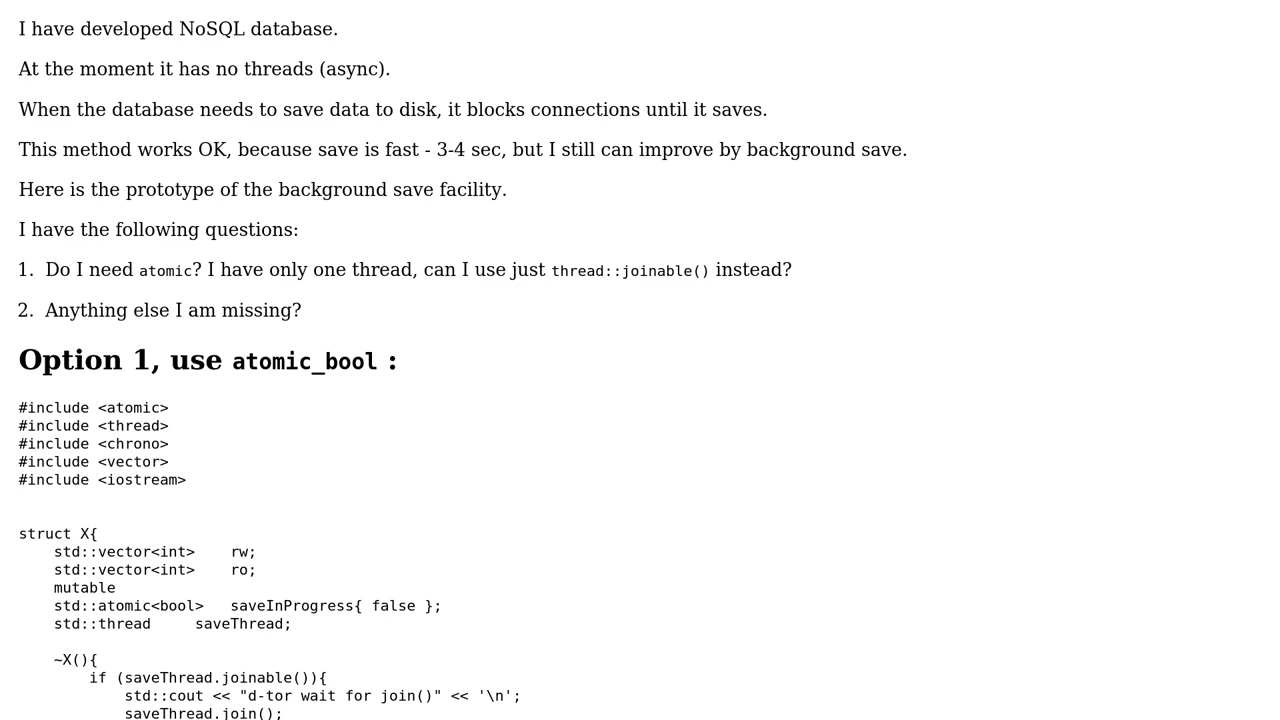 I have developed NoSQL database.
At the moment it has no threads (async).
When the database needs to save data to disk, it blocks connections until it saves.
This method works OK, because save is fast - 3-4 sec, but I still can improve by background save.
Here is the prototype of the background save facility.
I have the following questions:
1. Do I need atomic? I have only one thread, can I use just thread::joinable() instead?
2. Anything else I am missing?
Option 1, use atomic_bool :
#include <atomic>
#include <thread>
#include <chrono>
#include <vector>
#include <iostream>
struct X{
    std::vector<int>    rw;
    std::vector<int>    ro;
    mutable
    std::atomic<bool>   saveInProgress{ false };
    std::thread     saveThread;
    ~X(){
        if (saveThread.joinable()){
            std::cout << "d-tor wait for join()" << '\n';
            saveThread.join();